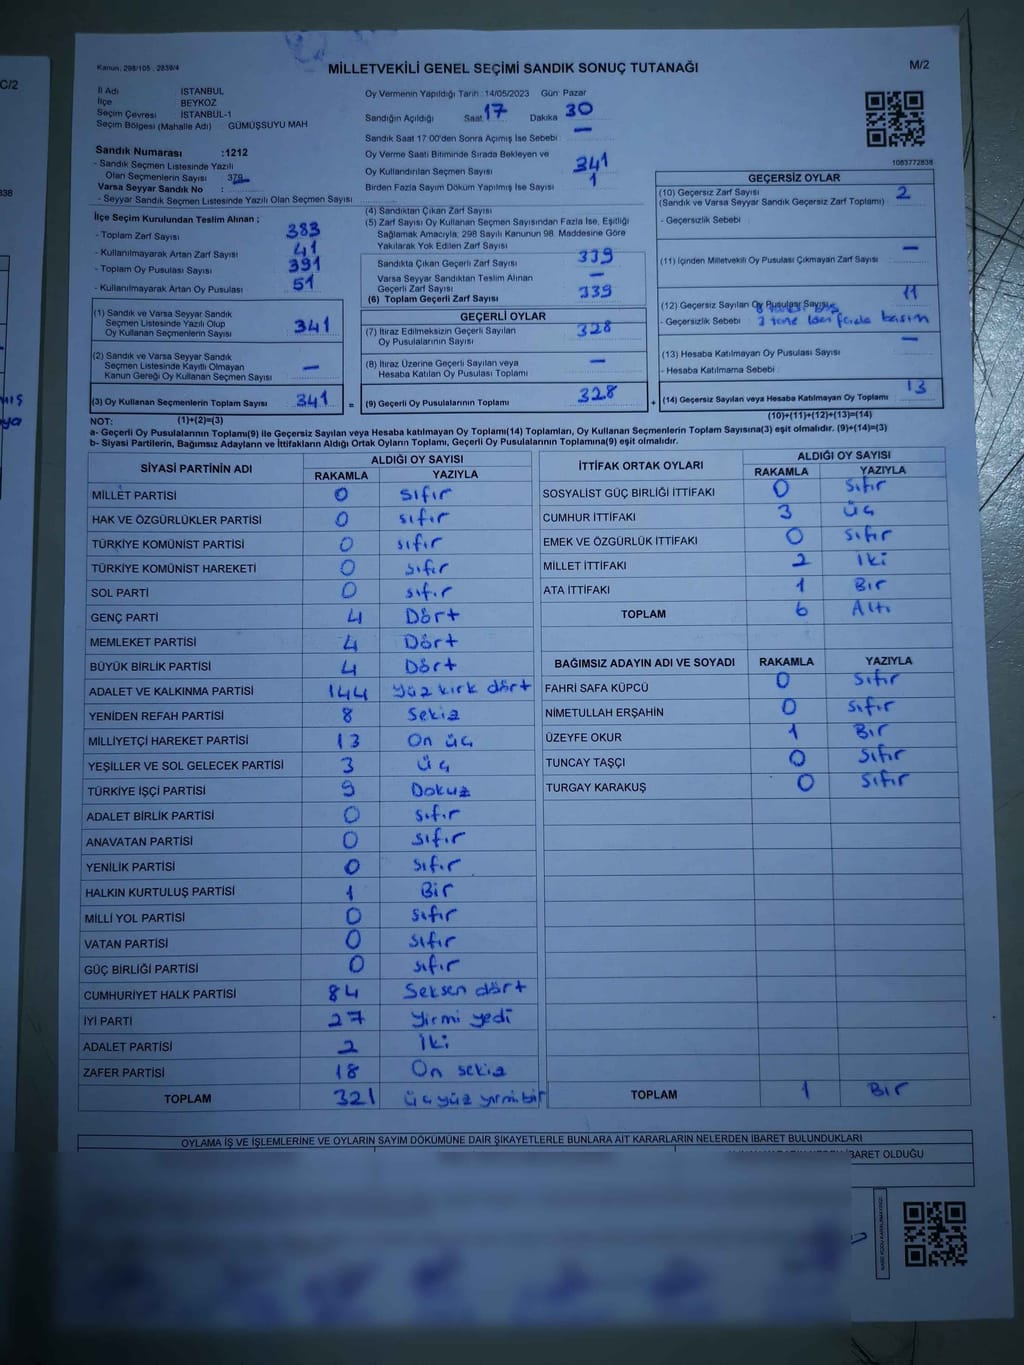 C/2
Kanun, 298/105, 2839/4
MİLLETVEKİLİ GENEL SEÇİMİ SANDIK SONUÇ TUTANAĞI
M/2
İl Adı İSTANBUL
İlçe BEYKOZ
Seçim Çevresi İSTANBUL-1
Seçim Bölgesi (Mahalle Adı) GÜMÜŞSUYU MAH
Sandık Numarası :1212
- Sandık Seçmen Listesinde Yazılı
Olan Seçmenlerin Sayısı 379
Varsa Seyyar Sandık No :
- Seyyar Sandık Seçmen Listesinde Yazılı Olan Seçmen Sayısı
Oy Vermenin Yapıldığı Tarih :14/05/2023 Gün Pazar
Sandığın Açıldığı Saat 17 Dakika 30
Sandık Saat 17:00'den Sonra Açımış İse Sebebi —
Oy Verme Saati Bitiminde Sırada Bekleyen ve
Oy Kullandırılan Seçmen Sayısı 341
Birden Fazla Sayım Döküm Yapılmış İse Sayısı 1
1083772838
İlçe Seçim Kurulundan Teslim Alınan ;
- Toplam Zarf Sayısı 383
- Kullanılmayarak Artan Zarf Sayısı 41
- Toplam Oy Pusulası Sayısı 391
- Kullanılmayarak Artan Oy Pusulası 51
(1) Sandık ve Varsa Seyyar Sandık
Seçmen Listesinde Yazılı Olup
Oy Kullanan Seçmenlerin Sayısı 341
(2) Sandık ve Varsa Seyyar Sandık
Seçmen Listesinde Kayıtlı Olmayan
Kanun Gereği Oy Kullanan Seçmen Sayısı —
(3) Oy Kullanan Seçmenlerin Toplam Sayısı 341 =
(1)+(2)=(3)
(4) Sandıktan Çıkan Zarf Sayısı
(5) Zarf Sayısı Oy Kullanan Seçmen Sayısından Fazla İse, Eşitliği
Sağlamak Amacıyla; 298 Sayılı Kanunun 98. Maddesine Göre
Yakılarak Yok Edilen Zarf Sayısı
Sandıkta Çıkan Geçerli Zarf Sayısı 339
Varsa Seyyar Sandıktan Teslim Alınan
Geçerli Zarf Sayısı —
(6) Toplam Geçerli Zarf Sayısı 339
GEÇERLİ OYLAR
(7) İtiraz Edilmeksizin Geçerli Sayılan
Oy Pusulalarının Sayısı 328
(8) İtiraz Üzerine Geçerli Sayılan veya
Hesaba Katılan Oy Pusulası Toplamı —
(9) Geçerli Oy Pusulalarının Toplamı 328 +
GEÇERSİZ OYLAR
(10) Geçersiz Zarf Sayısı 2
(Sandık ve Varsa Seyyar Sandık Geçersiz Zarf Toplamı)
- Geçersizlik Sebebi
(11) İçinden Milletvekili Oy Pusulası Çıkmayan Zarf Sayısı —
(12) Geçersiz Sayılan Oy Pusulası Sayısı 11
- Geçersizlik Sebebi
(13) Hesaba Katılmayan Oy Pusulası Sayısı —
- Hesaba Katılmama Sebebi
(14) Geçersiz Sayılan veya Hesaba Katılmayan Oy Toplamı 13
(10)+(11)+(12)+(13)=(14)
NOT:
a- Geçerli Oy Pusulalarının Toplamı(9) ile Geçersiz Sayılan veya Hesaba katılmayan Oy Toplamı(14) Toplamları, Oy Kullanan Seçmenlerin Toplam Sayısına(3) eşit olmalıdır. (9)+(14)=(3)
b- Siyasi Partilerin, Bağımsız Adayların ve İttifakların Aldığı Ortak Oyların Toplamı, Geçerli Oy Pusulalarının Toplamına(9) eşit olmalıdır.
SİYASİ PARTİNİN ADI ALDIĞI OY SAYISI
RAKAMLA YAZIYLA
MİLLET PARTİSİ 0 Sıfır
HAK VE ÖZGÜRLÜKLER PARTİSİ 0 sıfır
TÜRKİYE KOMÜNİST PARTİSİ 0 sıfır
TÜRKİYE KOMÜNİST HAREKETİ 0 sıfır
SOL PARTİ 0 sıfır
GENÇ PARTİ 4 Dört
MEMLEKET PARTİSİ 4 Dört
BÜYÜK BİRLİK PARTİSİ 4 Dört
ADALET VE KALKINMA PARTİSİ 144 Yüz kırk dört
YENİDEN REFAH PARTİSİ 8 Sekiz
MİLLİYETÇİ HAREKET PARTİSİ 13 On üç
YEŞİLLER VE SOL GELECEK PARTİSİ 3 üç
TÜRKİYE İŞÇİ PARTİSİ 9 Dokuz
ADALET BİRLİK PARTİSİ 0 sıfır
ANAVATAN PARTİSİ 0 sıfır
YENİLİK PARTİSİ 0 sıfır
HALKIN KURTULUŞ PARTİSİ 1 Bir
MİLLİ YOL PARTİSİ 0 sıfır
VATAN PARTİSİ 0 sıfır
GÜÇ BİRLİĞİ PARTİSİ 0 sıfır
CUMHURİYET HALK PARTİSİ 84 Seksen dört
İYİ PARTİ 27 Yirmi yedi
ADALET PARTİSİ 2 İki
ZAFER PARTİSİ 18 On sekiz
TOPLAM 321 üçyüz yirmibir
İTTİFAK ORTAK OYLARI ALDIĞI OY SAYISI
RAKAMLA YAZIYLA
SOSYALİST GÜÇ BİRLİĞİ İTTİFAKI 0 Sıfır
CUMHUR İTTİFAKI 3 üç
EMEK VE ÖZGÜRLÜK İTTİFAKI 0 Sıfır
MİLLET İTTİFAKI 2 İki
ATA İTTİFAKI 1 Bir
TOPLAM 6 Altı
BAĞIMSIZ ADAYIN ADI VE SOYADI RAKAMLA YAZIYLA
FAHRİ SAFA KÜPCÜ 0 Sıfır
NİMETULLAH ERŞAHİN 0 Sıfır
ÜZEYFE OKUR 1 Bir
TUNCAY TAŞÇI 0 Sıfır
TURGAY KARAKUŞ 0 Sıfır
TOPLAM 1 Bir
OYLAMA İŞ VE İŞLEMLERİNE VE OYLARIN SAYIM DÖKÜMÜNE DAİR ŞİKAYETLERLE BUNLARA AİT KARARLARIN NELERDEN İBARET BULUNDUKLARI
İBARET OLDUĞU